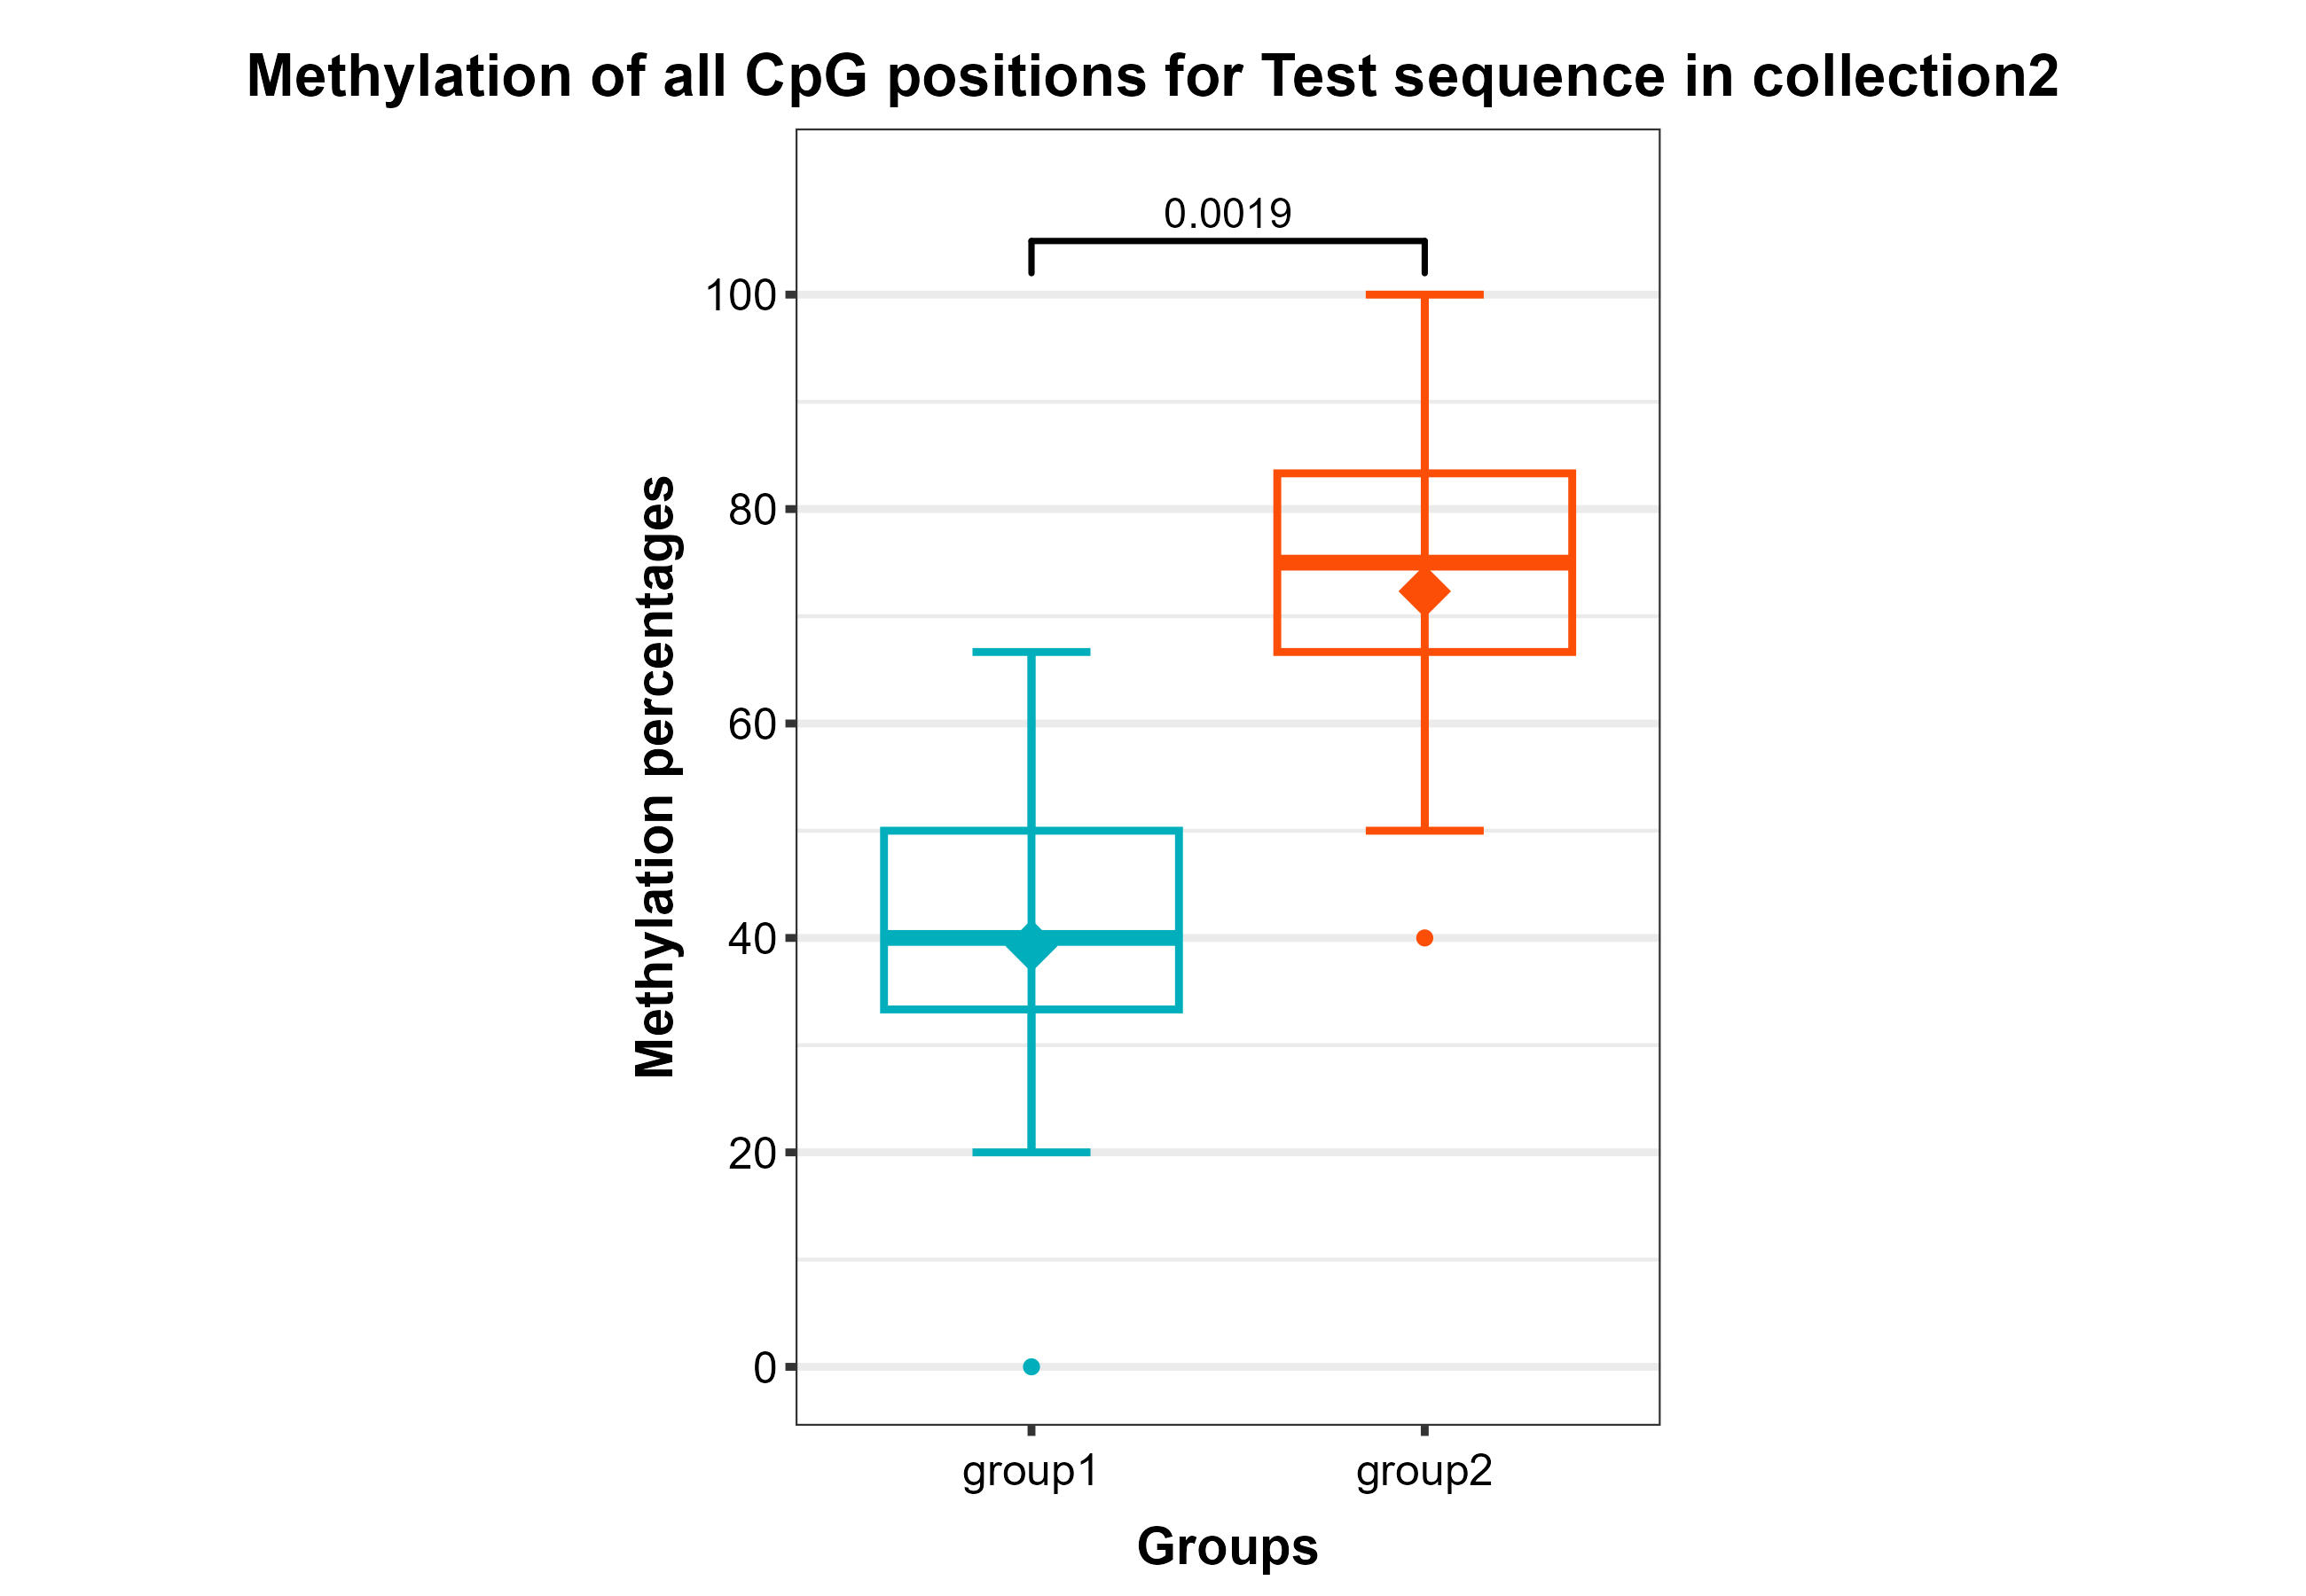 Methylation of all CpG positions for Test sequence in collection2
0.0019
100
80
60
40
20
0
Methylation percentages
group1 group2
Groups